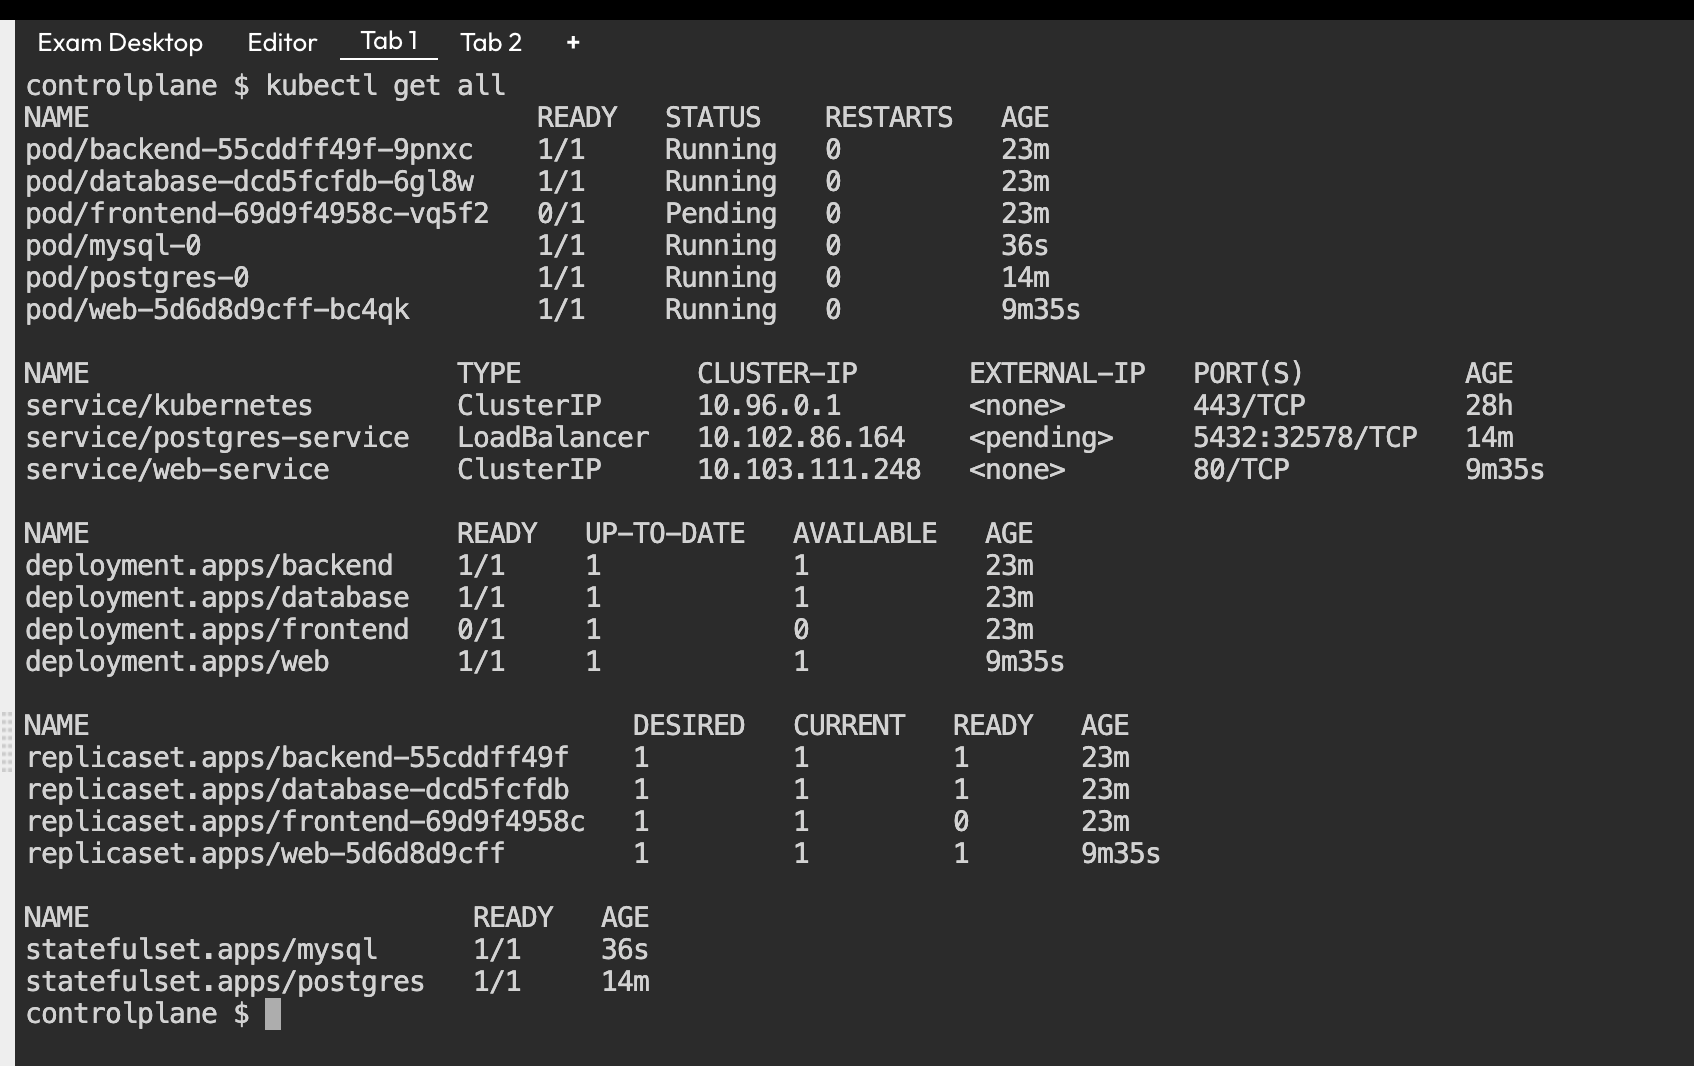 Exam Desktop Editor Tab 1 Tab 2 +
controlplane $ kubectl get all
NAME READY STATUS RESTARTS AGE
pod/backend-55cddff49f-9pnxc 1/1 Running 0 23m
pod/database-dcd5fcfdb-6gl8w 1/1 Running 0 23m
pod/frontend-69d9f4958c-vq5f2 0/1 Pending 0 23m
pod/mysql-0 1/1 Running 0 36s
pod/postgres-0 1/1 Running 0 14m
pod/web-5d6d8d9cff-bc4qk 1/1 Running 0 9m35s
NAME TYPE CLUSTER-IP EXTERNAL-IP PORT(S) AGE
service/kubernetes ClusterIP 10.96.0.1 <none> 443/TCP 28h
service/postgres-service LoadBalancer 10.102.86.164 <pending> 5432:32578/TCP 14m
service/web-service ClusterIP 10.103.111.248 <none> 80/TCP 9m35s
NAME READY UP-TO-DATE AVAILABLE AGE
deployment.apps/backend 1/1 1 1 23m
deployment.apps/database 1/1 1 1 23m
deployment.apps/frontend 0/1 1 0 23m
deployment.apps/web 1/1 1 1 9m35s
NAME DESIRED CURRENT READY AGE
replicaset.apps/backend-55cddff49f 1 1 1 23m
replicaset.apps/database-dcd5fcfdb 1 1 1 23m
replicaset.apps/frontend-69d9f4958c 1 1 0 23m
replicaset.apps/web-5d6d8d9cff 1 1 1 9m35s
NAME READY AGE
statefulset.apps/mysql 1/1 36s
statefulset.apps/postgres 1/1 14m
controlplane $